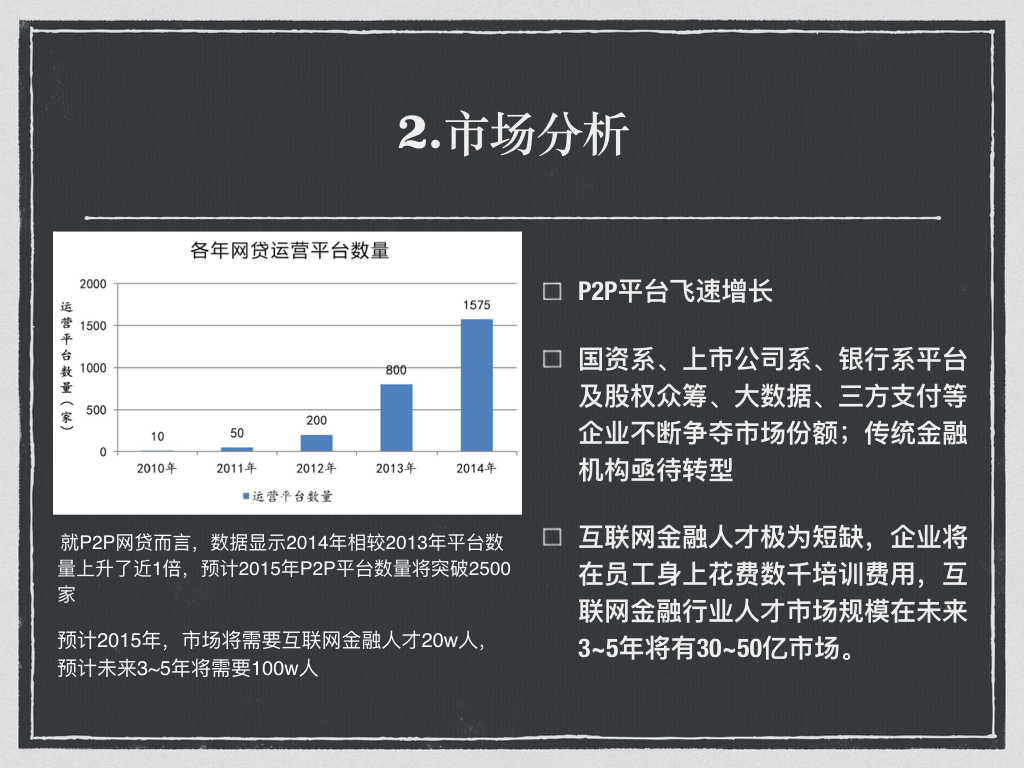 2.市场分析
各年网贷运营平台数量
运营平台数量（家）
2000
1500
1000
500
0
10
50
200
800
1575
2010年
2011年
2012年
2013年
2014年
运营平台数量
就P2P网贷而言，数据显示2014年相较2013年平台数
量上升了近1倍，预计2015年P2P平台数量将突破2500
家
预计2015年，市场将需要互联网金融人才20w人，
预计未来3~5年将需要100w人
P2P平台飞速增长
国资系、上市公司系、银行系平台
及股权众筹、大数据、三方支付等
企业不断争夺市场份额；传统金融
机构亟待转型
互联网金融人才极为短缺，企业将
在员工身上花费数千培训费用，互
联网金融行业人才市场规模在未来
3~5年将有30~50亿市场。